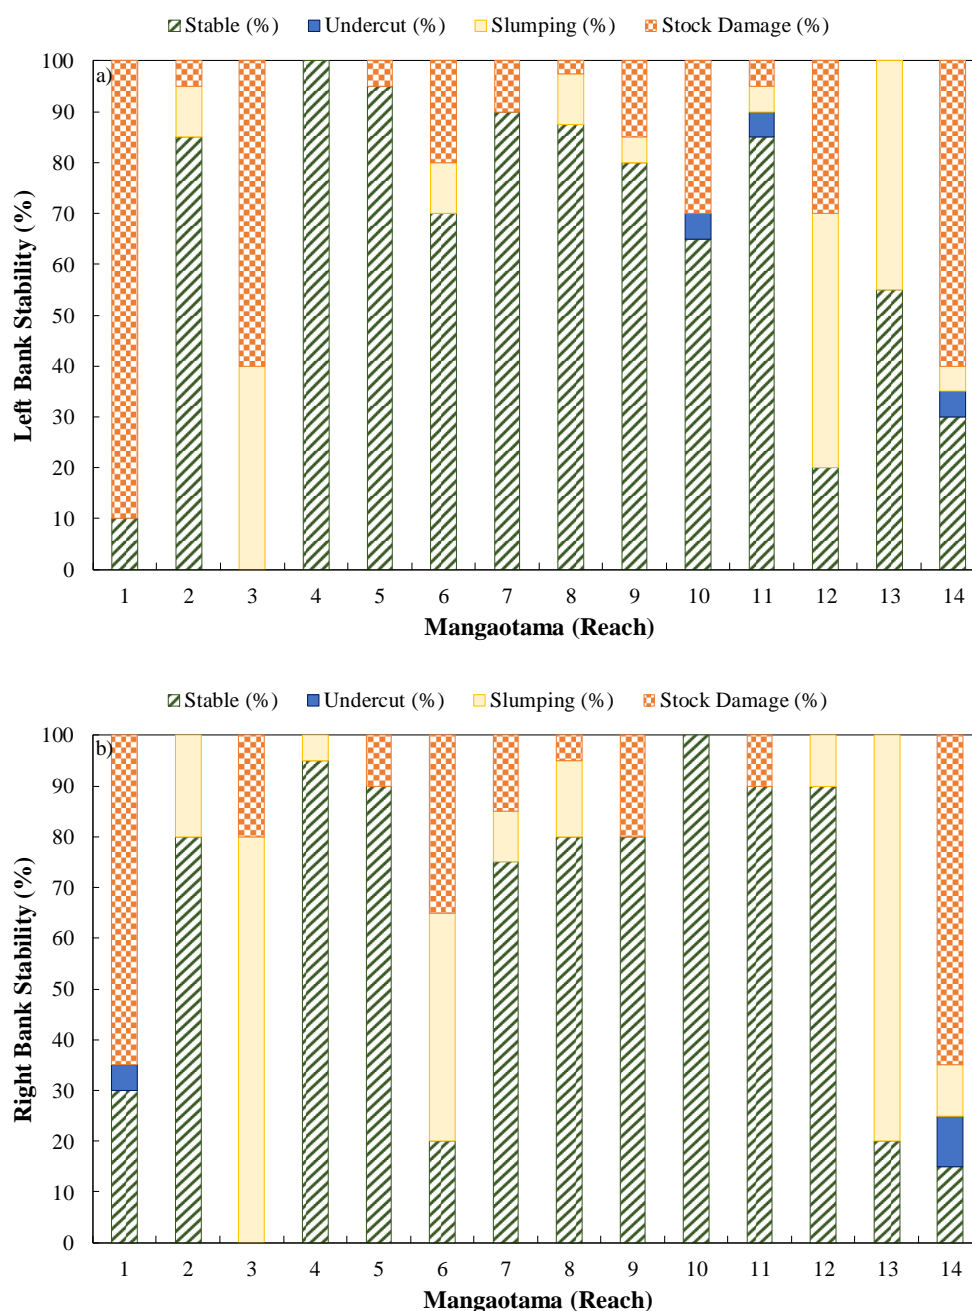 Stable (%) Undercut (%) Slumping (%) Stock Damage (%)
a)
100
90
80
70
60
50
40
30
20
10
0
Left Bank Stability (%)
1 2 3 4 5 6 7 8 9 10 11 12 13 14
Mangaotama (Reach)
Stable (%) Undercut (%) Slumping (%) Stock Damage (%)
b)
100
90
80
70
60
50
40
30
20
10
0
Right Bank Stability (%)
1 2 3 4 5 6 7 8 9 10 11 12 13 14
Mangaotama (Reach)